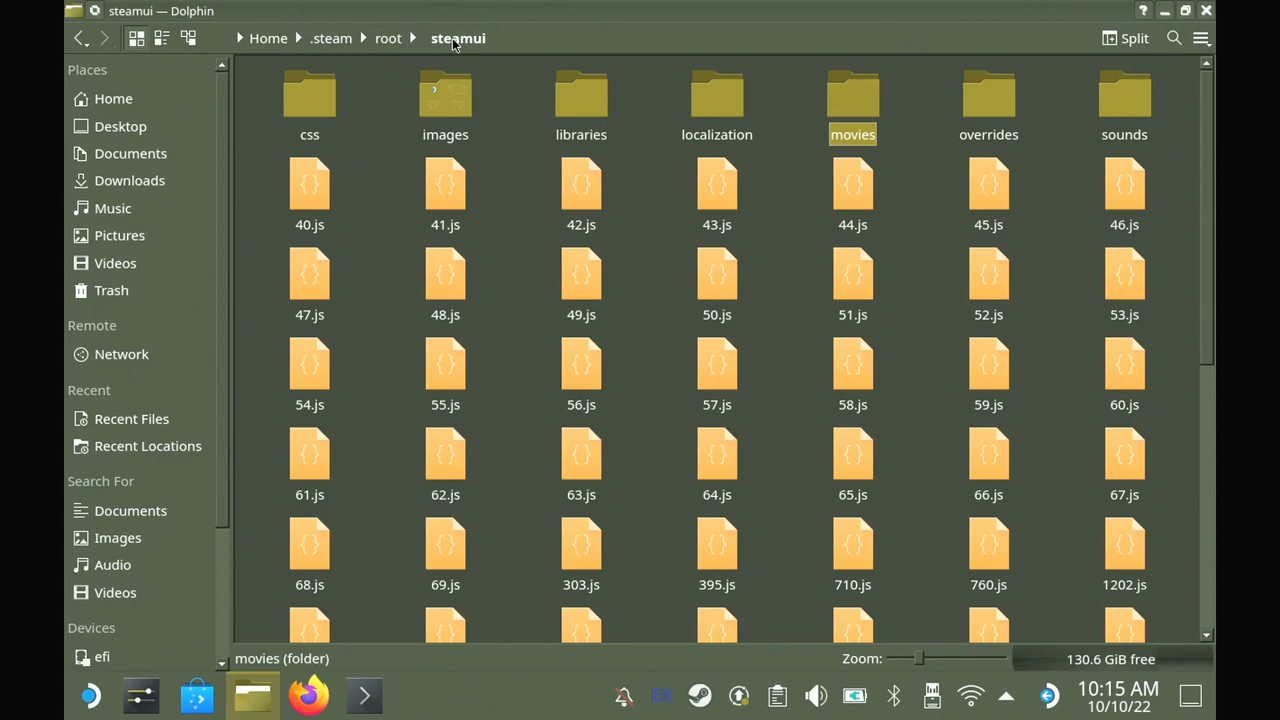 steamui — Dolphin
Home
.steam
root
steamui
Split
Places
Home
Desktop
Documents
Downloads
Music
Pictures
Videos
Trash
Remote
Network
Recent
Recent Files
Recent Locations
Search For
Documents
Images
Audio
Videos
Devices
efi
css
images
libraries
localization
movies
overrides
sounds
40.js
41.js
42.js
43.js
44.js
45.js
46.js
47.js
48.js
49.js
50.js
51.js
52.js
53.js
54.js
55.js
56.js
57.js
58.js
59.js
60.js
61.js
62.js
63.js
64.js
65.js
66.js
67.js
68.js
69.js
303.js
395.js
710.js
760.js
1202.js
movies (folder)
Zoom:
130.6 GiB free
10:15 AM
10/10/22